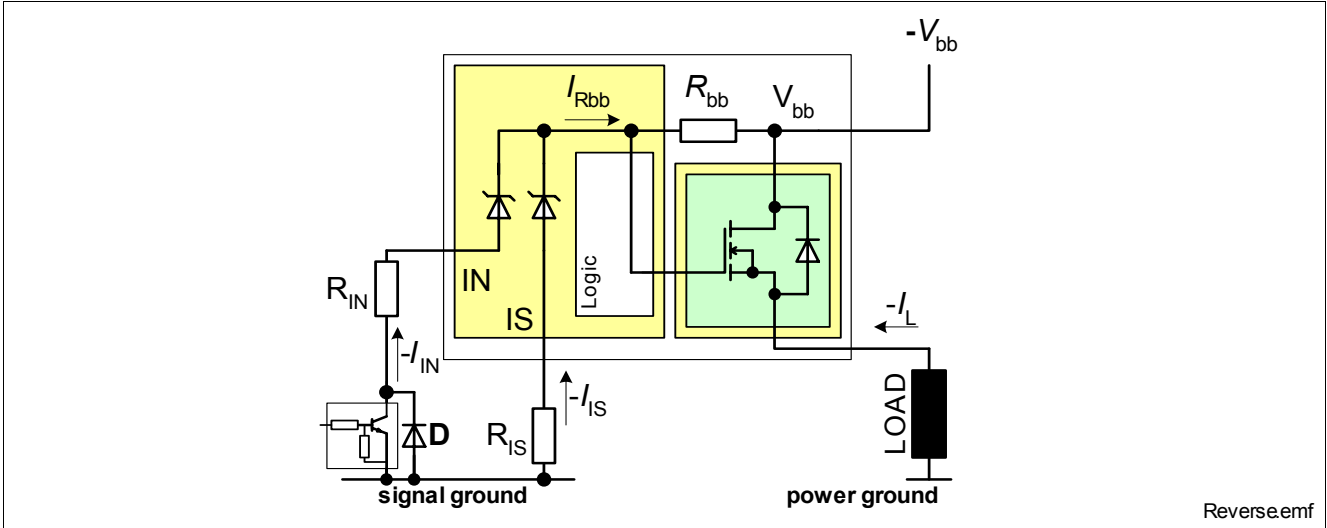 -Vbb
IRbb
Rbb
Vbb
Logic
RIN
IN
IS
-IL
-IIN
-IIS
D
RIS
LOAD
signal ground
power ground
Reverse.emf